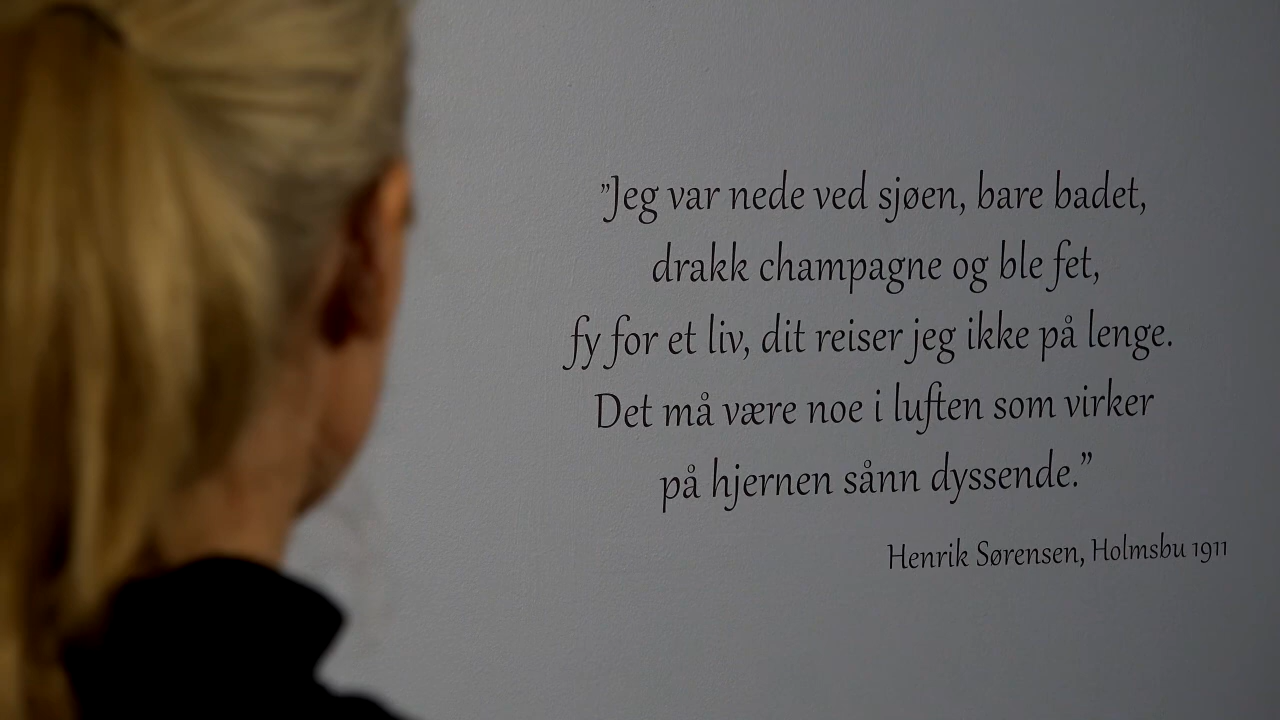 ”Jeg var nede ved sjøen, bare badet,
drakk champagne og ble fet,
fy for et liv, dit reiser jeg ikke på lenge.
Det må være noe i luften som virker
på hjernen sånn dyssende.”
Henrik Sørensen, Holmsbu 1911